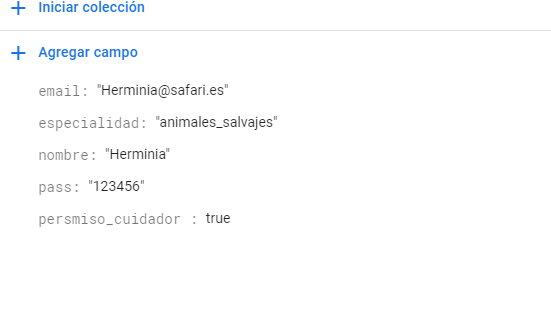 Iniciar colección
Agregar campo
email: "Herminia@safari.es"
especialidad: "animales_salvajes"
nombre: "Herminia"
pass: "123456"
persmiso_cuidador : true